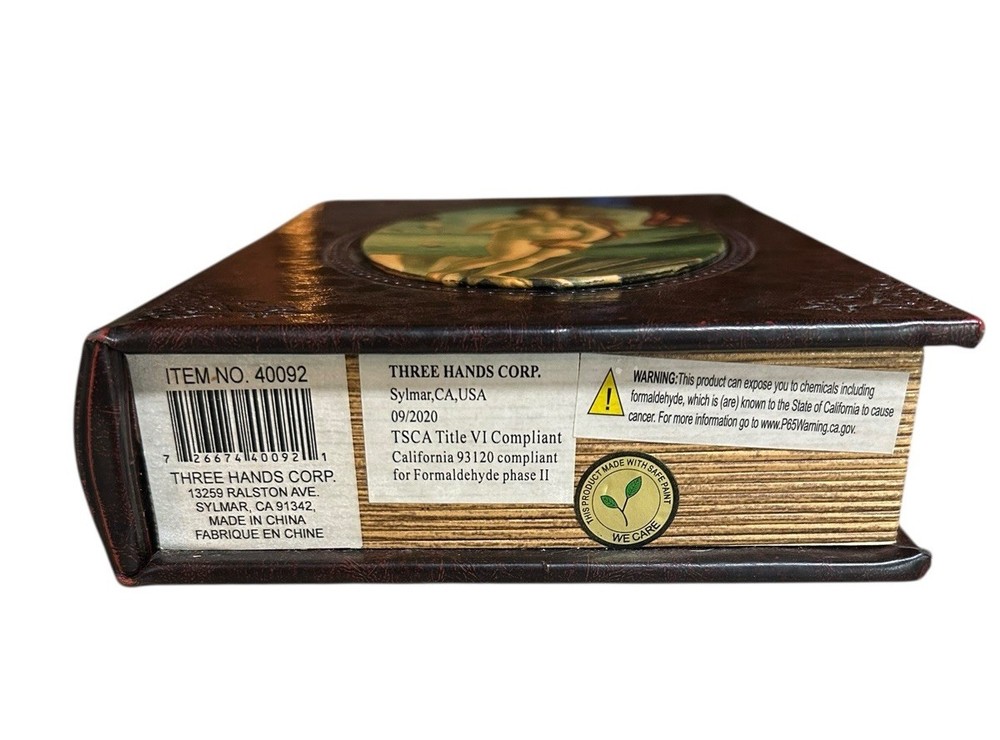 ITEM NO. 40092
7 26674 40092 1
THREE HANDS CORP.
13259 RALSTON AVE.
SYLMAR, CA 91342,
MADE IN CHINA
FABRIQUE EN CHINE
THREE HANDS CORP.
Sylmar,CA,USA
09/2020
TSCA Title VI Compliant
California 93120 compliant
for Formaldehyde phase II
WARNING:This product can expose you to chemicals including
formaldehyde, which is (are) known to the State of California to cause
cancer. For more information go to www.P65Warning.ca.gov.
THIS PRODUCT MADE WITH SAFE PAINT
WE CARE